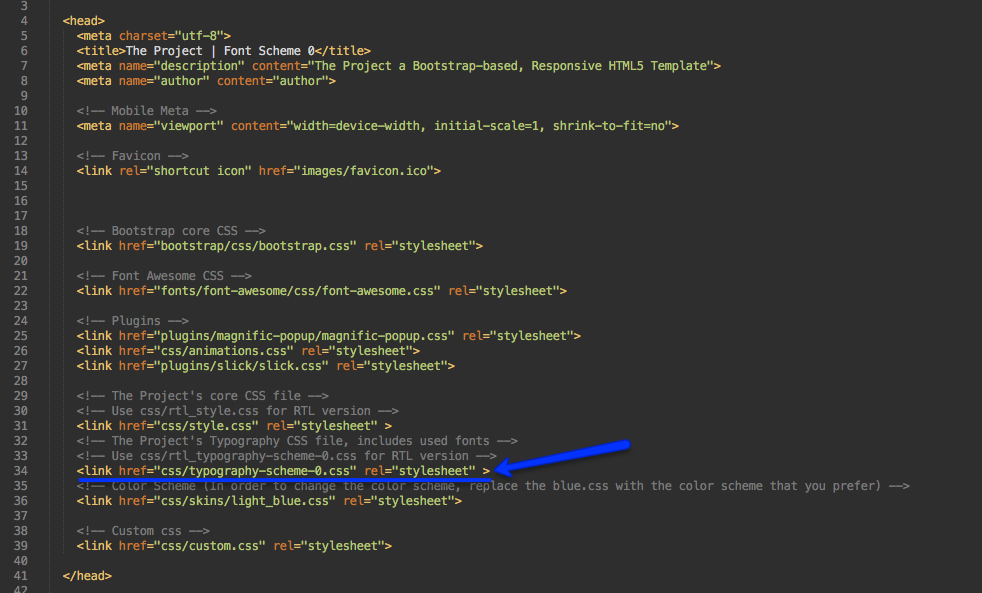 3
4 <head>
5 <meta charset="utf-8">
6 <title>The Project | Font Scheme 0</title>
7 <meta name="description" content="The Project a Bootstrap-based, Responsive HTML5 Template">
8 <meta name="author" content="author">
9
10 <!-- Mobile Meta -->
11 <meta name="viewport" content="width=device-width, initial-scale=1, shrink-to-fit=no">
12
13 <!-- Favicon -->
14 <link rel="shortcut icon" href="images/favicon.ico">
15
16
17
18 <!-- Bootstrap core CSS -->
19 <link href="bootstrap/css/bootstrap.css" rel="stylesheet">
20
21 <!-- Font Awesome CSS -->
22 <link href="fonts/font-awesome/css/font-awesome.css" rel="stylesheet">
23
24 <!-- Plugins -->
25 <link href="plugins/magnific-popup/magnific-popup.css" rel="stylesheet">
26 <link href="css/animations.css" rel="stylesheet">
27 <link href="plugins/slick/slick.css" rel="stylesheet">
28
29 <!-- The Project's core CSS file -->
30 <!-- Use css/rtl_style.css for RTL version -->
31 <link href="css/style.css" rel="stylesheet" >
32 <!-- The Project's Typography CSS file, includes used fonts -->
33 <!-- Use css/rtl_typography-scheme-0.css for RTL version -->
34 <link href="css/typography-scheme-0.css" rel="stylesheet" >
35 <!-- Color Scheme (In order to change the color scheme, replace the blue.css with the color scheme that you prefer) -->
36 <link href="css/skins/light_blue.css" rel="stylesheet">
37
38 <!-- Custom css -->
39 <link href="css/custom.css" rel="stylesheet">
40
41 </head>
42